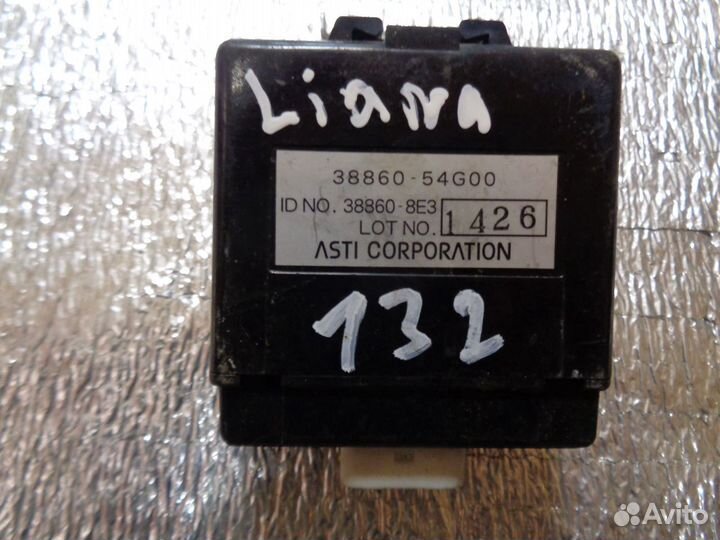 Liana
38860-54G00
ID NO. 38860-8E3
LOT NO. 1426
ASTI CORPORATION
132
Avito